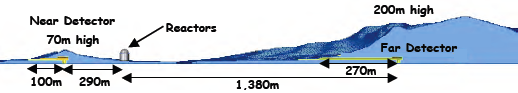 Near Detector
70m high
Reactors
200m high
Far Detector
100m
290m
270m
1,380m